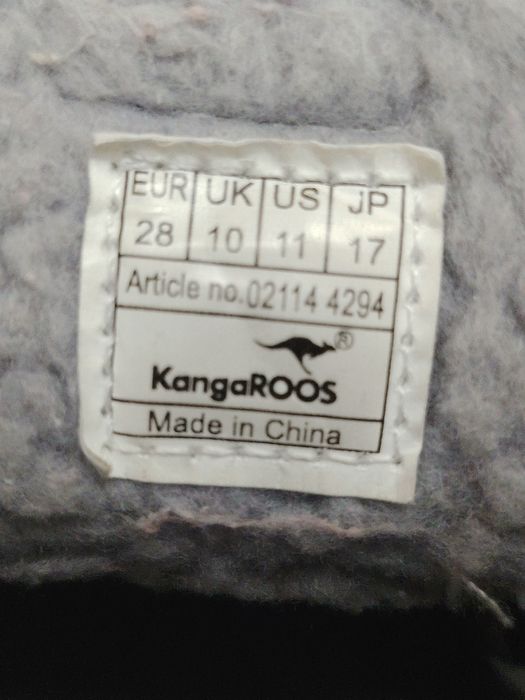 EUR UK US JP
28 10 11 17
Article no.02114 4294
®
KangaROOS
Made in China